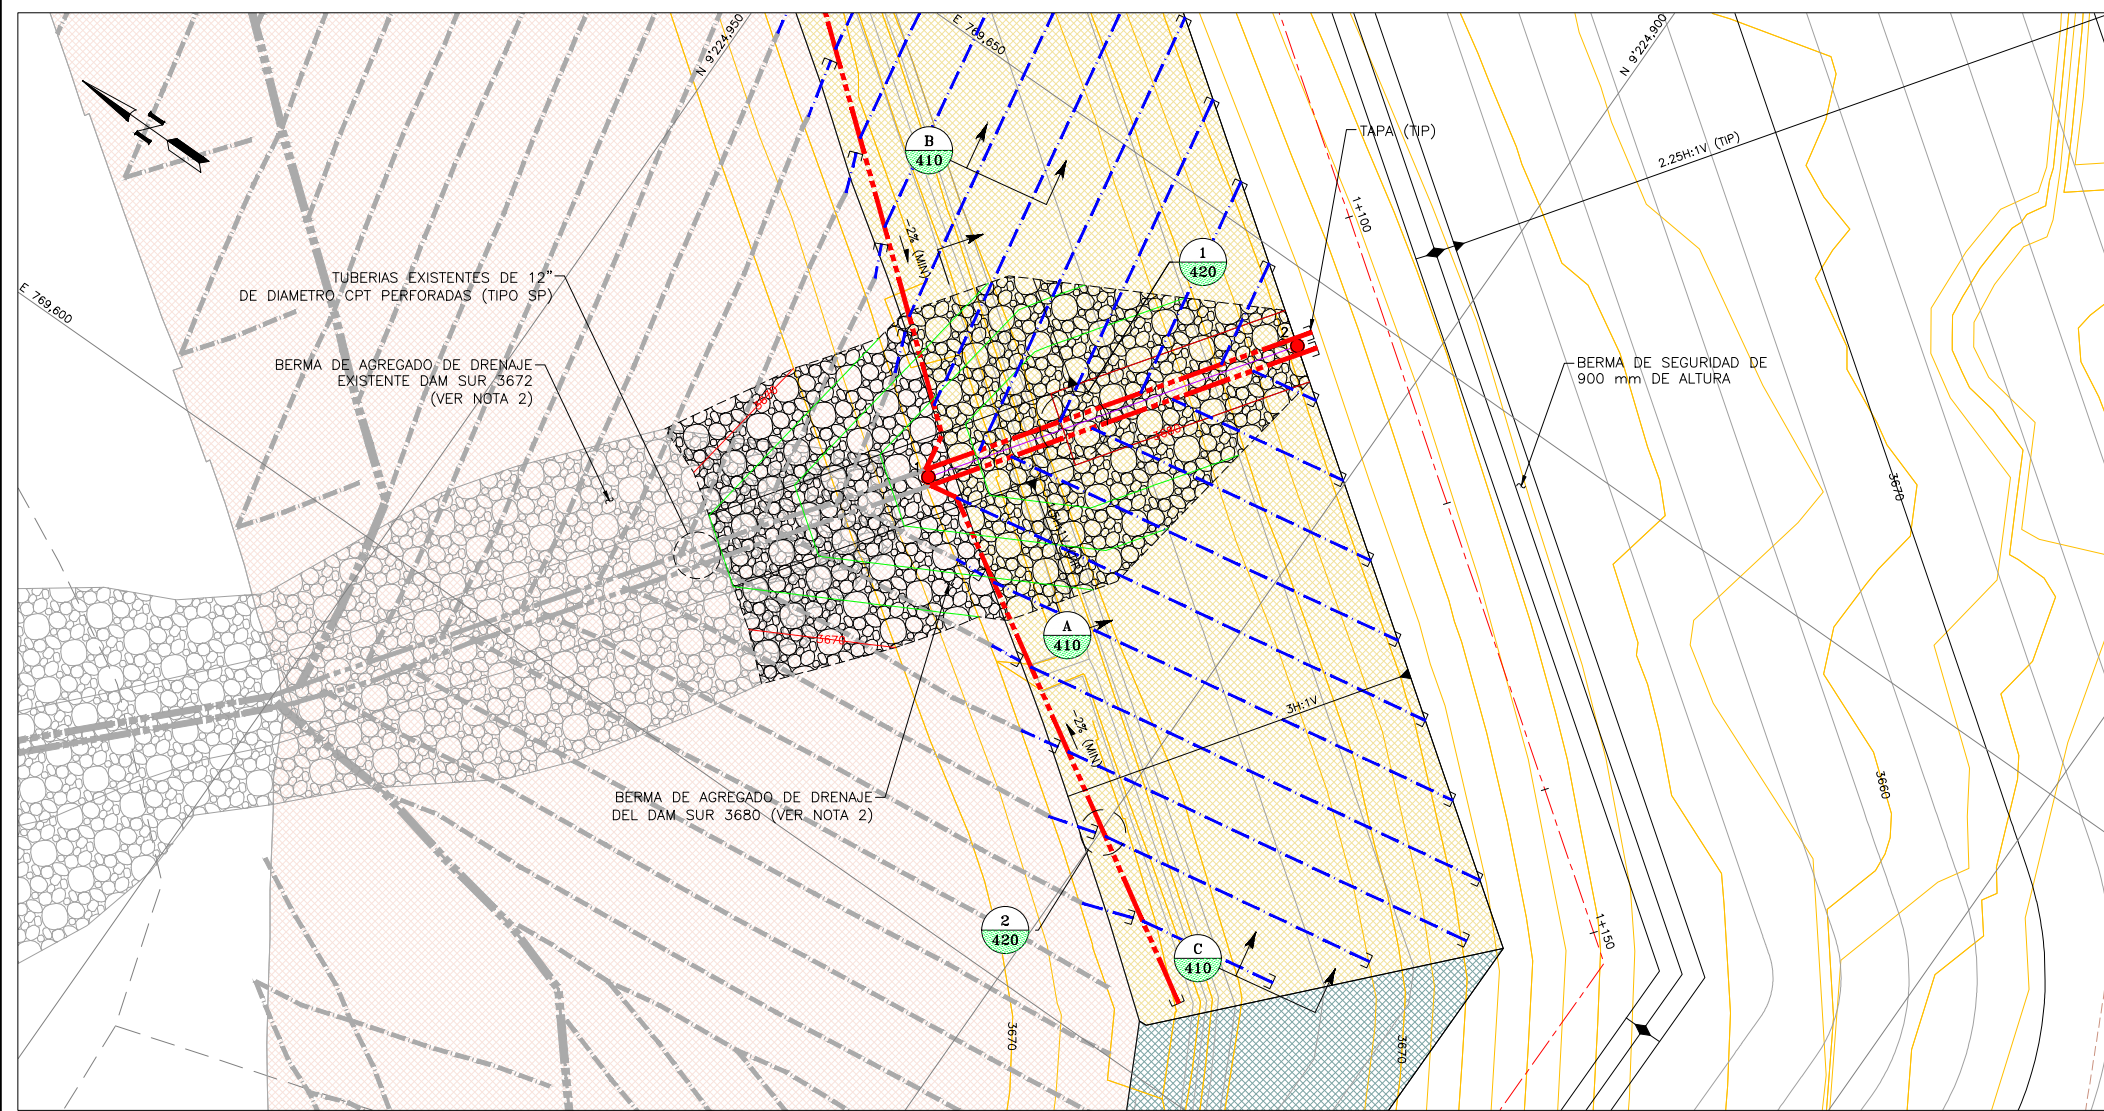 N 9'224,950
E 769,650
N 9'224,900
TAPA (TIP)
2.25H:1V (TIP)
B
410
1+100
-2% (MIN)
1
420
TUBERIAS EXISTENTES DE 12"
DE DIAMETRO CPT PERFORADAS (TIPO SP)
E 769,600
N
BERMA DE AGREGADO DE DRENAJE
EXISTENTE DAM SUR 3672
(VER NOTA 2)
2
BERMA DE SEGURIDAD DE
900 mm DE ALTURA
3670
3670
A
410
3H:1V
-2% (MIN)
3660
BERMA DE AGREGADO DE DRENAJE
DEL DAM SUR 3680 (VER NOTA 2)
2
420
C
410
1+150
3670
3670